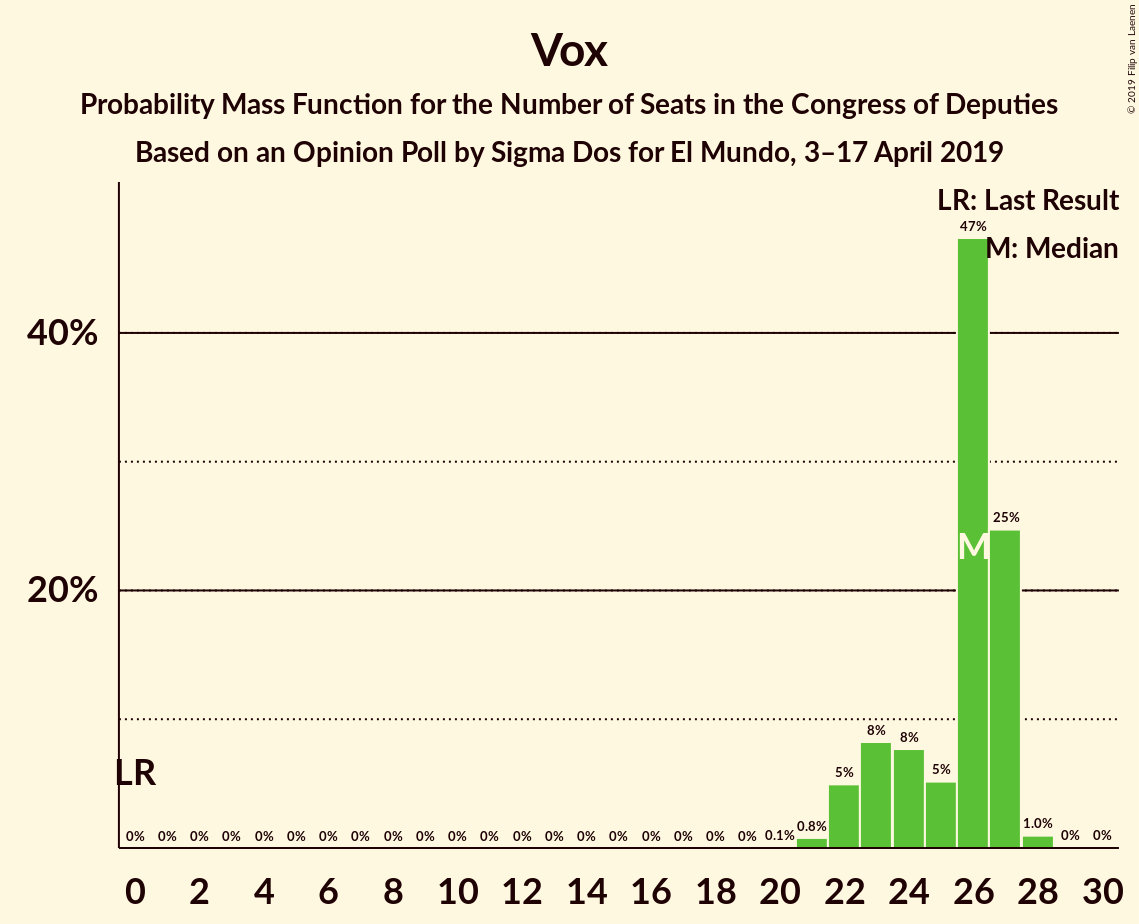 Vox
Probability Mass Function for the Number of Seats in the Congress of Deputies
Based on an Opinion Poll by Sigma Dos for El Mundo, 3–17 April 2019
© 2019 Filip van Laenen
LR: Last Result
M: Median
40%
20%
LR
M
0% 0% 0% 0% 0% 0% 0% 0% 0% 0% 0% 0% 0% 0% 0% 0% 0% 0% 0% 0% 0.1% 0.8% 5% 8% 8% 5% 47% 25% 1.0% 0% 0%
0 2 4 6 8 10 12 14 16 18 20 22 24 26 28 30